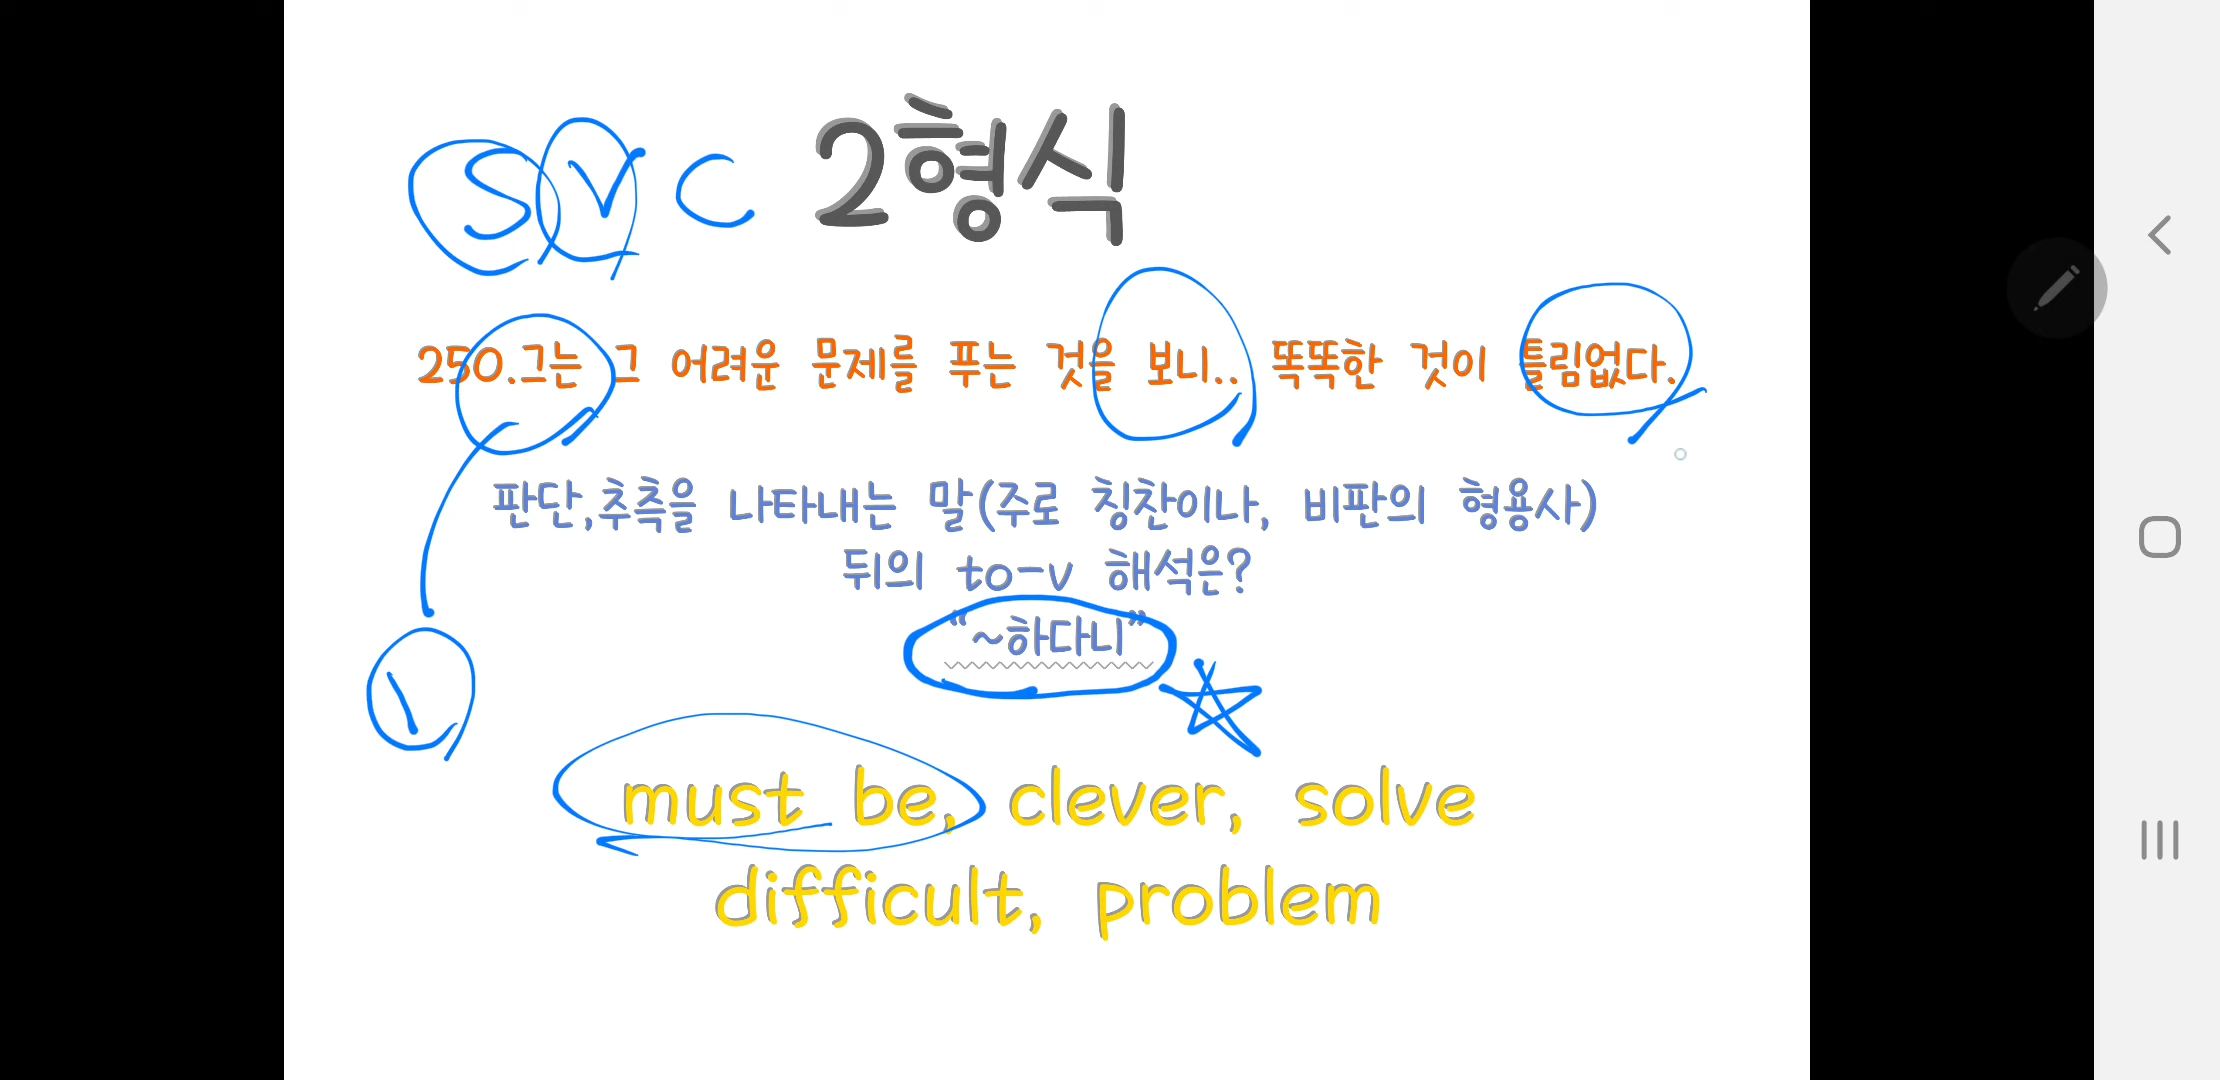 S V C 2형식
250.그는 그 어려운 문제를 푸는 것을 보니.. 똑똑한 것이 틀림없다.
판단,추측을 나타내는 말(주로 칭찬이나, 비판의 형용사)
뒤의 to-v 해석은?
“~하다니”
1
must be, clever, solve
difficult, problem